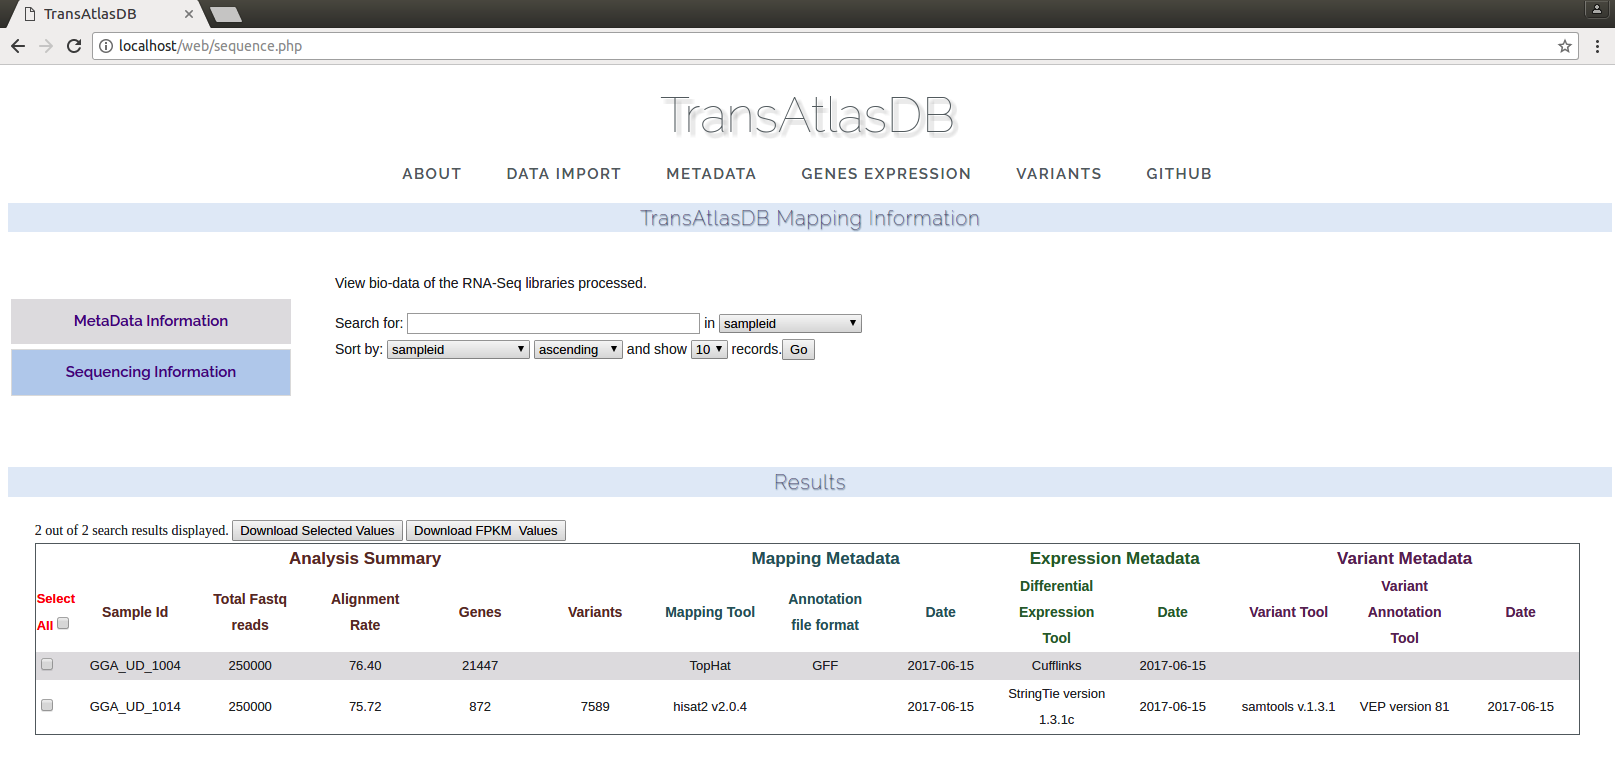 TransAtlasDB
localhost/web/sequence.php
TransAtlasDB
ABOUT DATA IMPORT METADATA GENES EXPRESSION VARIANTS GITHUB
TransAtlasDB Mapping Information
View bio-data of the RNA-Seq libraries processed.
MetaData Information
Sequencing Information
Search for: in sampleid
Sort by: sampleid ascending and show 10 records. Go
Results
2 out of 2 search results displayed. Download Selected Values Download FPKM Values
Analysis Summary Mapping Metadata Expression Metadata Variant Metadata
Select All Sample Id Total Fastq reads Alignment Rate Genes Variants Mapping Tool Annotation file format Date Differential Expression Tool Date Variant Tool Variant Annotation Tool Date
GGA_UD_1004 250000 76.40 21447 TopHat GFF 2017-06-15 Cufflinks 2017-06-15
GGA_UD_1014 250000 75.72 872 7589 hisat2 v2.0.4 2017-06-15 StringTie version 1.3.1c 2017-06-15 samtools v.1.3.1 VEP version 81 2017-06-15